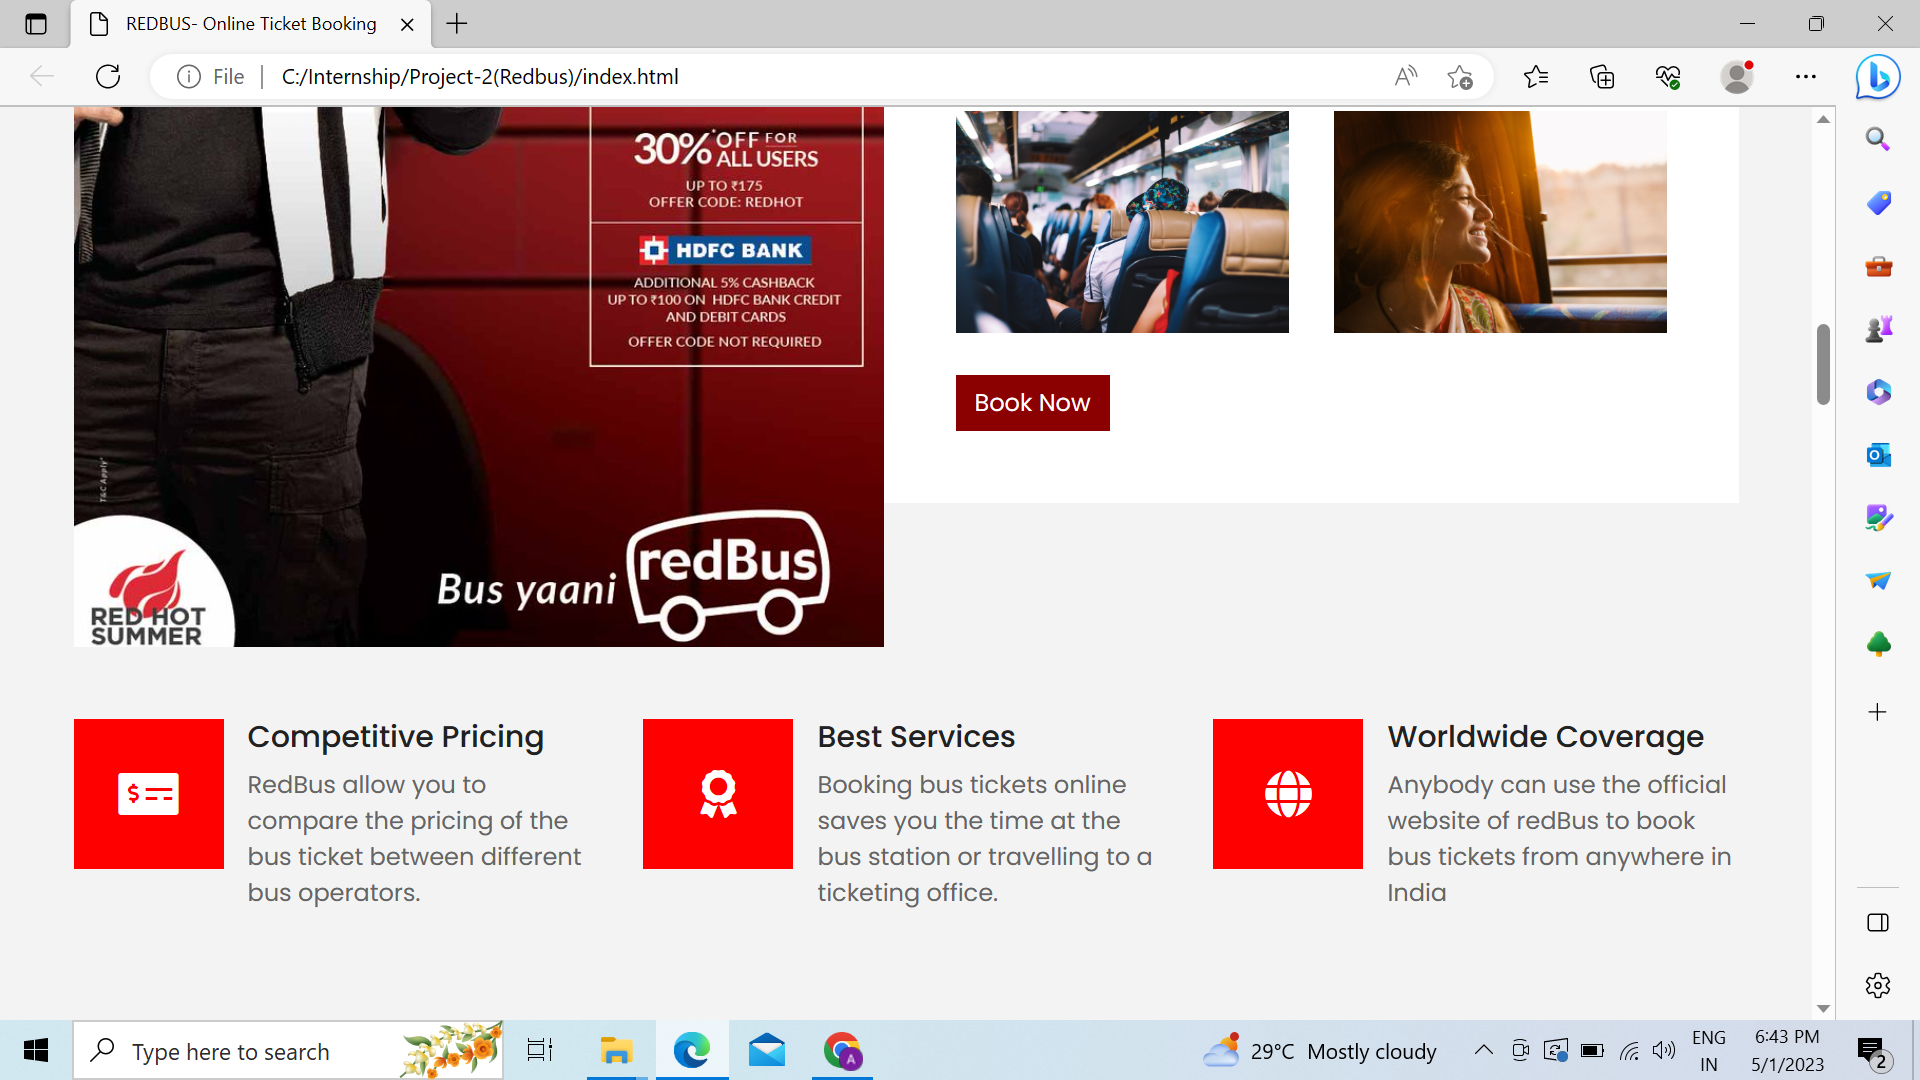 REDBUS- Online Ticket Booking
File
C:/Internship/Project-2(Redbus)/index.html
30%*OFF FOR
ALL USERS
UP TO ₹175
OFFER CODE: REDHOT
HDFC BANK
ADDITIONAL 5% CASHBACK
UP TO ₹100 ON HDFC BANK CREDIT
AND DEBIT CARDS
OFFER CODE NOT REQUIRED
T&C Apply*
RED HOT
SUMMER
Bus yaani
redBus
Book Now
Competitive Pricing
RedBus allow you to
compare the pricing of the
bus ticket between different
bus operators.
Best Services
Booking bus tickets online
saves you the time at the
bus station or travelling to a
ticketing office.
Worldwide Coverage
Anybody can use the official
website of redBus to book
bus tickets from anywhere in
India
Type here to search
A
29°C Mostly cloudy
ENG
IN
6:43 PM
5/1/2023
2